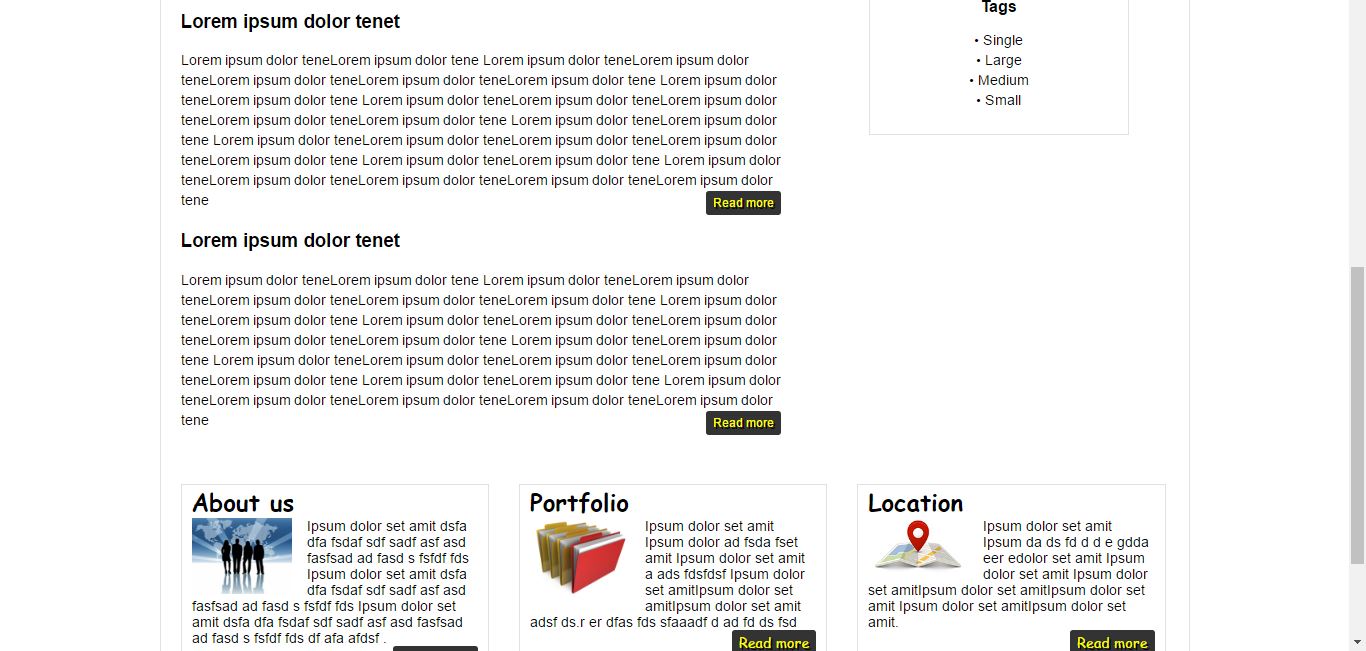 Lorem ipsum dolor tenet
Lorem ipsum dolor teneLorem ipsum dolor tene Lorem ipsum dolor teneLorem ipsum dolor
teneLorem ipsum dolor teneLorem ipsum dolor teneLorem ipsum dolor tene Lorem ipsum dolor
teneLorem ipsum dolor tene Lorem ipsum dolor teneLorem ipsum dolor teneLorem ipsum dolor
teneLorem ipsum dolor teneLorem ipsum dolor tene Lorem ipsum dolor teneLorem ipsum dolor
tene Lorem ipsum dolor teneLorem ipsum dolor teneLorem ipsum dolor teneLorem ipsum dolor
teneLorem ipsum dolor tene Lorem ipsum dolor teneLorem ipsum dolor tene Lorem ipsum dolor
teneLorem ipsum dolor teneLorem ipsum dolor teneLorem ipsum dolor teneLorem ipsum dolor
tene
Read more
Lorem ipsum dolor tenet
Lorem ipsum dolor teneLorem ipsum dolor tene Lorem ipsum dolor teneLorem ipsum dolor
teneLorem ipsum dolor teneLorem ipsum dolor teneLorem ipsum dolor tene Lorem ipsum dolor
teneLorem ipsum dolor tene Lorem ipsum dolor teneLorem ipsum dolor teneLorem ipsum dolor
teneLorem ipsum dolor teneLorem ipsum dolor tene Lorem ipsum dolor teneLorem ipsum dolor
tene Lorem ipsum dolor teneLorem ipsum dolor teneLorem ipsum dolor teneLorem ipsum dolor
teneLorem ipsum dolor tene Lorem ipsum dolor teneLorem ipsum dolor tene Lorem ipsum dolor
teneLorem ipsum dolor teneLorem ipsum dolor teneLorem ipsum dolor teneLorem ipsum dolor
tene
Read more
Tags
• Single
• Large
• Medium
• Small
About us
Ipsum dolor set amit dsfa
dfa fsdaf sdf sadf asf asd
fasfsad ad fasd s fsfdf fds
Ipsum dolor set amit dsfa
dfa fsdaf sdf sadf asf asd
fasfsad ad fasd s fsfdf fds Ipsum dolor set
amit dsfa dfa fsdaf sdf sadf asf asd fasfsad
ad fasd s fsfdf fds df afa afdsf .
Portfolio
Ipsum dolor set amit
Ipsum dolor ad fsda fset
amit Ipsum dolor set amit
a ads fdsfdsf Ipsum dolor
set amitIpsum dolor set
amitIpsum dolor set amit
adsf ds.r er dfas fds sfaaadf d ad fd ds fsd
Read more
Location
Ipsum dolor set amit
Ipsum da ds fd d d e gdda
eer edolor set amit Ipsum
dolor set amit Ipsum dolor
set amitIpsum dolor set amitIpsum dolor set
amit Ipsum dolor set amitIpsum dolor set
amit.
Read more